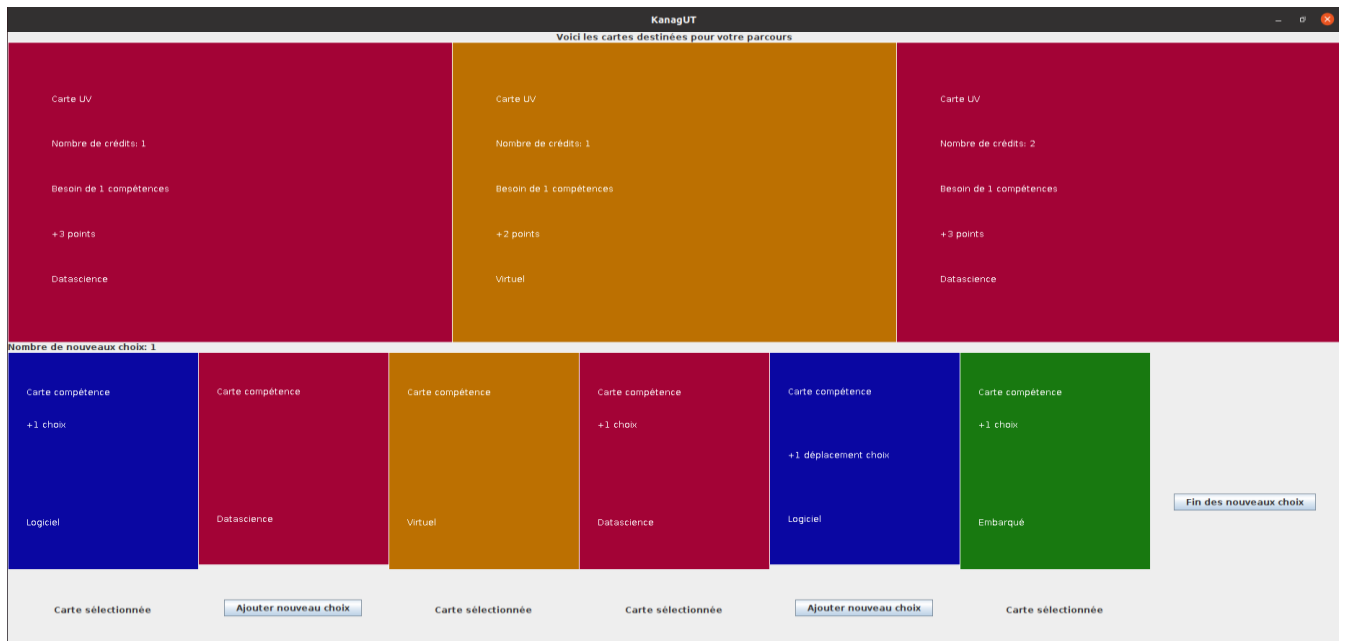 KanagUT
Voici les cartes destinées pour votre parcours
Carte UV
Nombre de crédits: 1
Besoin de 1 compétences
+3 points
Datascience
Carte UV
Nombre de crédits: 1
Besoin de 1 compétences
+2 points
Virtuel
Carte UV
Nombre de crédits: 2
Besoin de 1 compétences
+3 points
Datascience
Nombre de nouveaux choix: 1
Carte compétence
+1 choix
Logiciel
Carte compétence
Datascience
Carte compétence
Virtuel
Carte compétence
+1 choix
Datascience
Carte compétence
+1 déplacement choix
Logiciel
Carte compétence
+1 choix
Embarqué
Fin des nouveaux choix
Carte sélectionnée
Ajouter nouveau choix
Carte sélectionnée
Carte sélectionnée
Ajouter nouveau choix
Carte sélectionnée